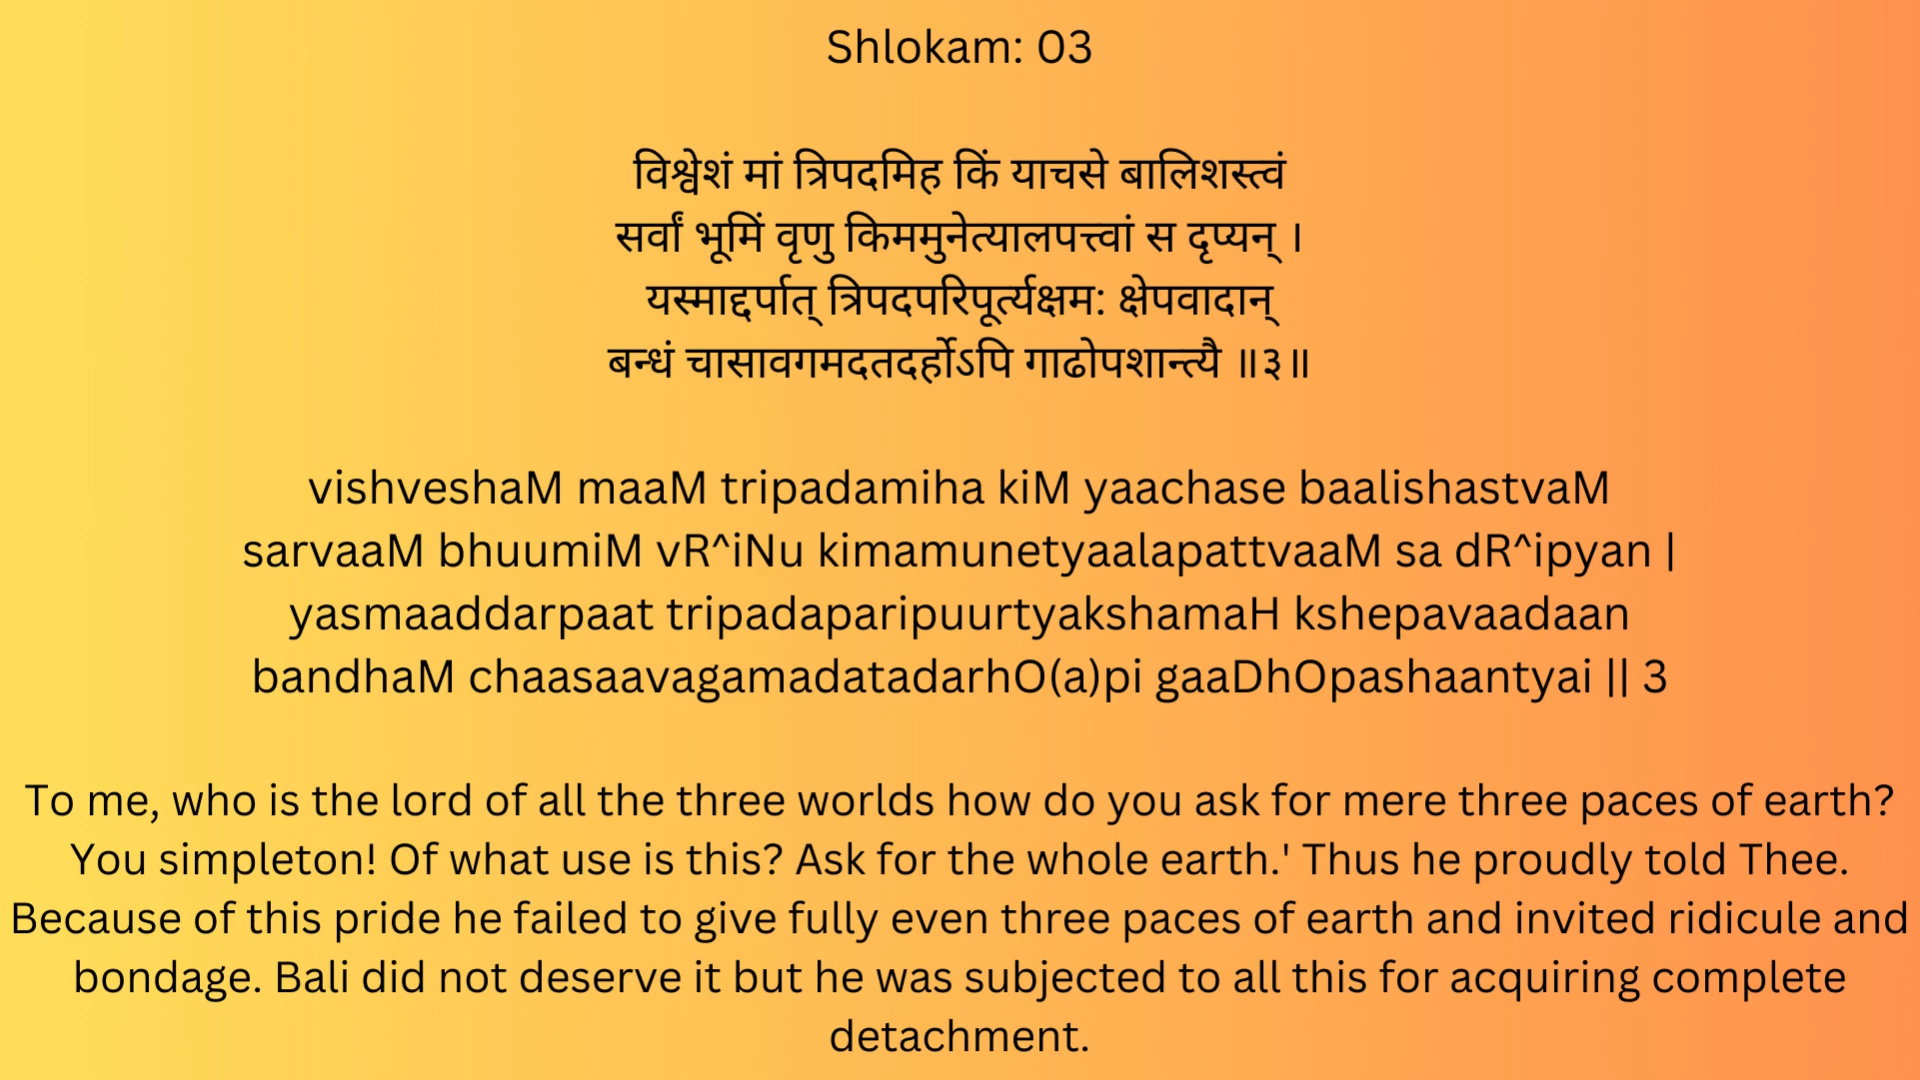 Shlokam: 03
विश्वेशं मां त्रिपदमिह किं याचसे बालिशस्त्वं
सर्वां भूमिं वृणु किममुनेत्यालपत्त्वां स दृप्यन् ।
यस्माद्दर्पात् त्रिपदपरिपूर्त्यक्षम: क्षेपवादान्
बन्धं चासावगमदतदर्होऽपि गाढोपशान्त्यै ॥३॥
vishveshaM maaM tripadamiha kiM yaachase baalishastvaM
sarvaaM bhuumiM vR^iNu kimamunetyaalapattvaaM sa dR^ipyan |
yasmaaddarpaat tripadaparipuurtyakshamaH kshepavaadaan
bandhaM chaasaavagamadatadarhO(a)pi gaaDhOpashaantyai || 3
To me, who is the lord of all the three worlds how do you ask for mere three paces of earth?
You simpleton! Of what use is this? Ask for the whole earth.' Thus he proudly told Thee.
Because of this pride he failed to give fully even three paces of earth and invited ridicule and
bondage. Bali did not deserve it but he was subjected to all this for acquiring complete
detachment.